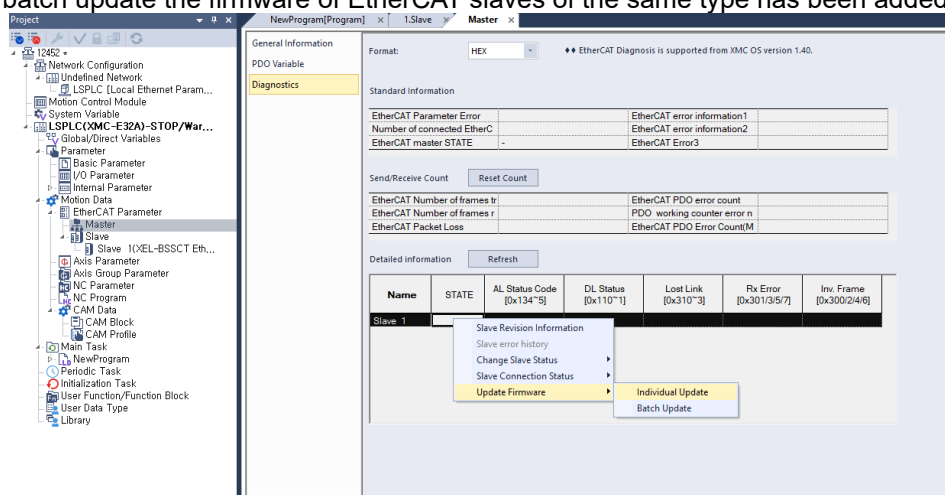 batch update the firmware of EtherCAT slaves of the same type has been added
Project
NewProgram[Program]
1.Slave
Master
12452
Network Configuration
Undefined Network
LSPLC [Local Ethernet Param...
Motion Control Module
System Variable
LSPLC(XMC-E32A)-STOP/War...
Global/Direct Variables
Parameter
Basic Parameter
I/O Parameter
Internal Parameter
Motion Data
EtherCAT Parameter
Master
Slave
Slave 1(XEL-BSSCT Eth...
Axis Parameter
Axis Group Parameter
NC Parameter
NC Program
CAM Data
CAM Block
CAM Profile
Main Task
NewProgram
Periodic Task
Initialization Task
User Function/Function Block
User Data Type
Library
General Information
PDO Variable
Diagnostics
Format: HEX ♦♦ EtherCAT Diagnosis is supported from XMC OS version 1.40.
Standard Information
EtherCAT Parameter Error EtherCAT error information1
Number of connected EtherC EtherCAT error information2
EtherCAT master STATE - EtherCAT Error3
Send/Receive Count Reset Count
EtherCAT Number of frames tr EtherCAT PDO error count
EtherCAT Number of frames r PDO working counter error n
EtherCAT Packet Loss EtherCAT PDO Error Count(M
Detailed information Refresh
Name STATE AL Status Code [0x134~5] DL Status [0x110~1] Lost Link [0x310~3] Rx Error [0x301/3/5/7] Inv. Frame [0x300/2/4/6]
Slave 1
Slave Revision Information
Slave error history
Change Slave Status
Slave Connection Status
Update Firmware
Individual Update
Batch Update